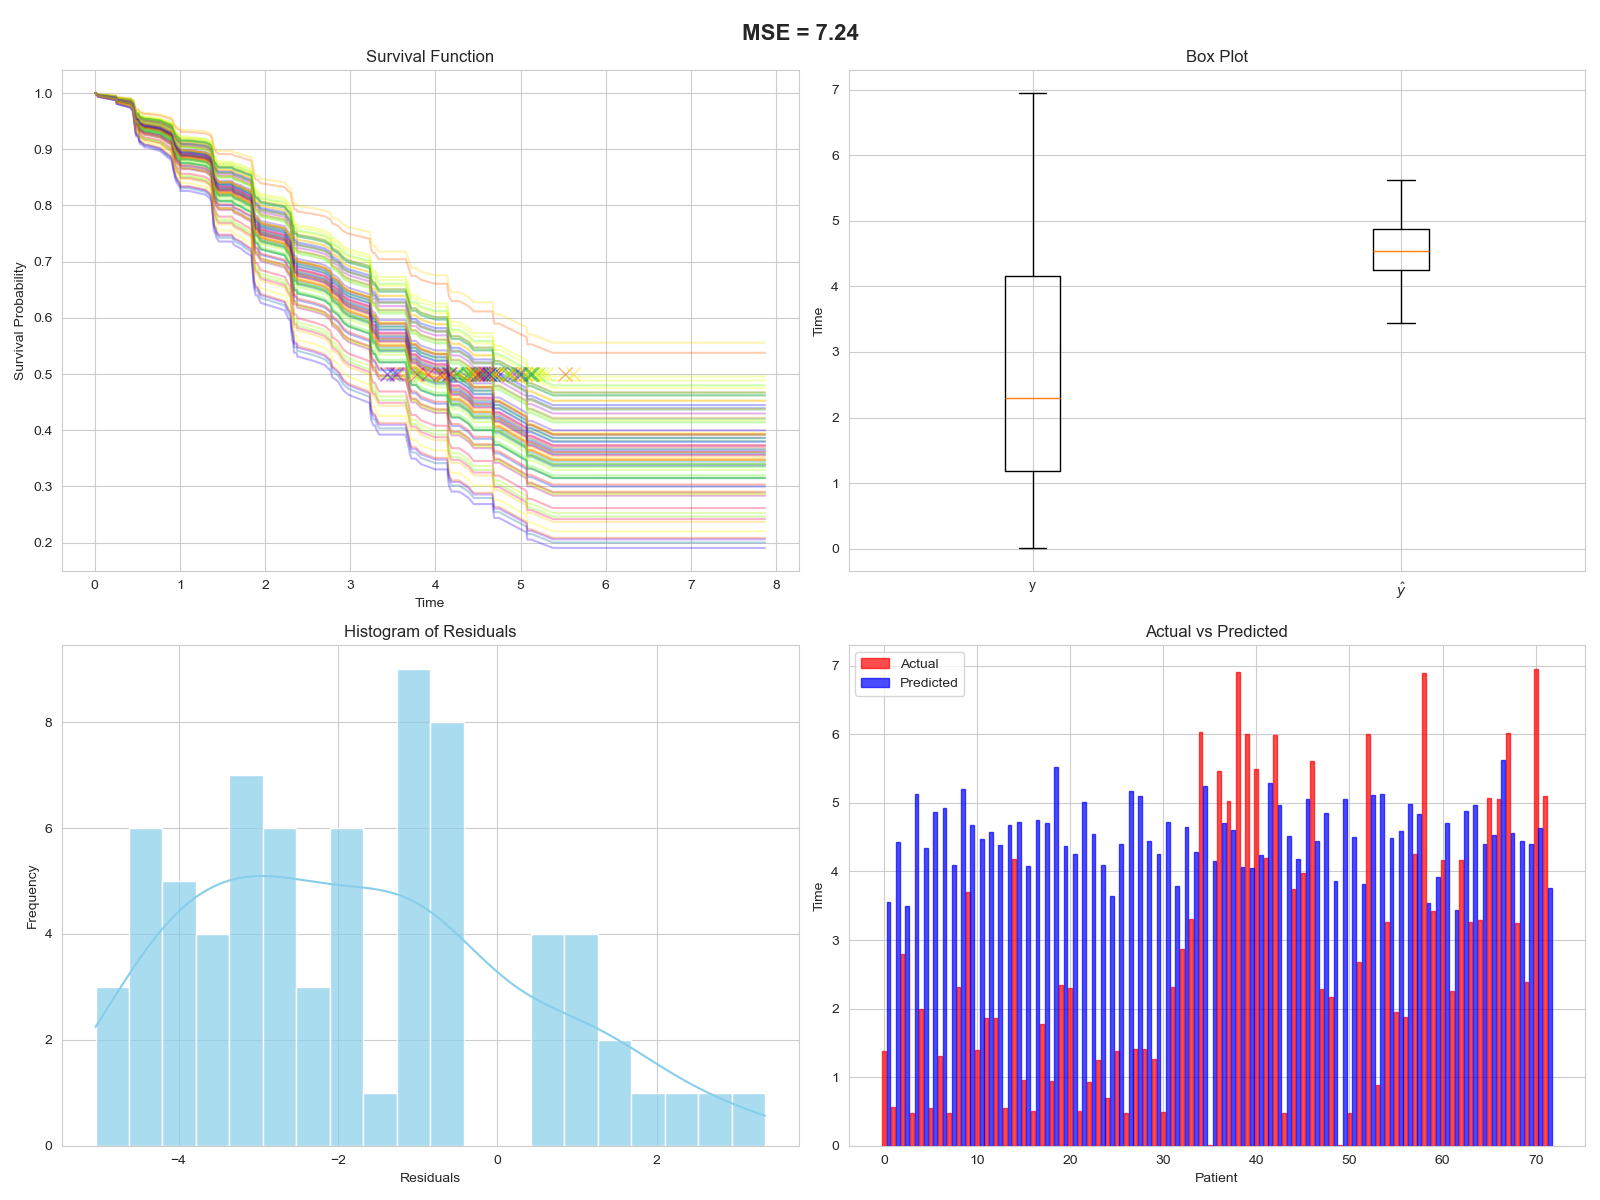 MSE = 7.24
Survival Function
1.0
0.9
0.8
0.7
0.6
0.5
0.4
0.3
0.2
Survival Probability
0 1 2 3 4 5 6 7 8
Time
Box Plot
7
6
5
4
3
2
1
0
Time
y ŷ
Histogram of Residuals
8
6
4
2
0
Frequency
−4 −2 0 2
Residuals
Actual vs Predicted
Actual
Predicted
7
6
5
4
3
2
1
0
Time
0 10 20 30 40 50 60 70
Patient